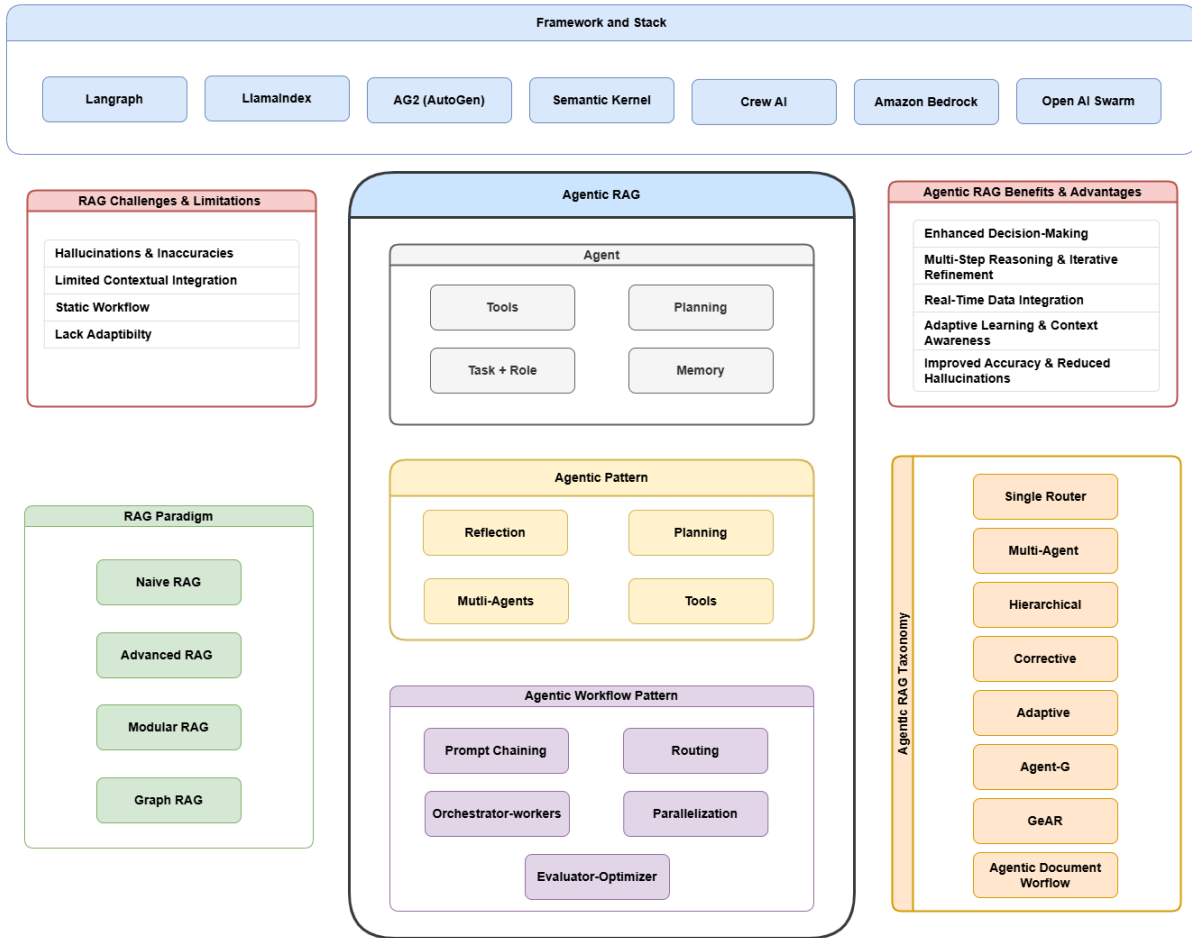 Framework and Stack
Langraph
LlamaIndex
AG2 (AutoGen)
Semantic Kernel
Crew AI
Amazon Bedrock
Open AI Swarm
RAG Challenges & Limitations
Hallucinations & Inaccuracies
Limited Contextual Integration
Static Workflow
Lack Adaptibilty
RAG Paradigm
Naive RAG
Advanced RAG
Modular RAG
Graph RAG
Agentic RAG
Agent
Tools
Planning
Task + Role
Memory
Agentic Pattern
Reflection
Planning
Mutli-Agents
Tools
Agentic Workflow Pattern
Prompt Chaining
Routing
Orchestrator-workers
Parallelization
Evaluator-Optimizer
Agentic RAG Benefits & Advantages
Enhanced Decision-Making
Multi-Step Reasoning & Iterative
Refinement
Real-Time Data Integration
Adaptive Learning & Context
Awareness
Improved Accuracy & Reduced
Hallucinations
Agentic RAG Taxonomy
Single Router
Multi-Agent
Hierarchical
Corrective
Adaptive
Agent-G
GeAR
Agentic Document
Worflow